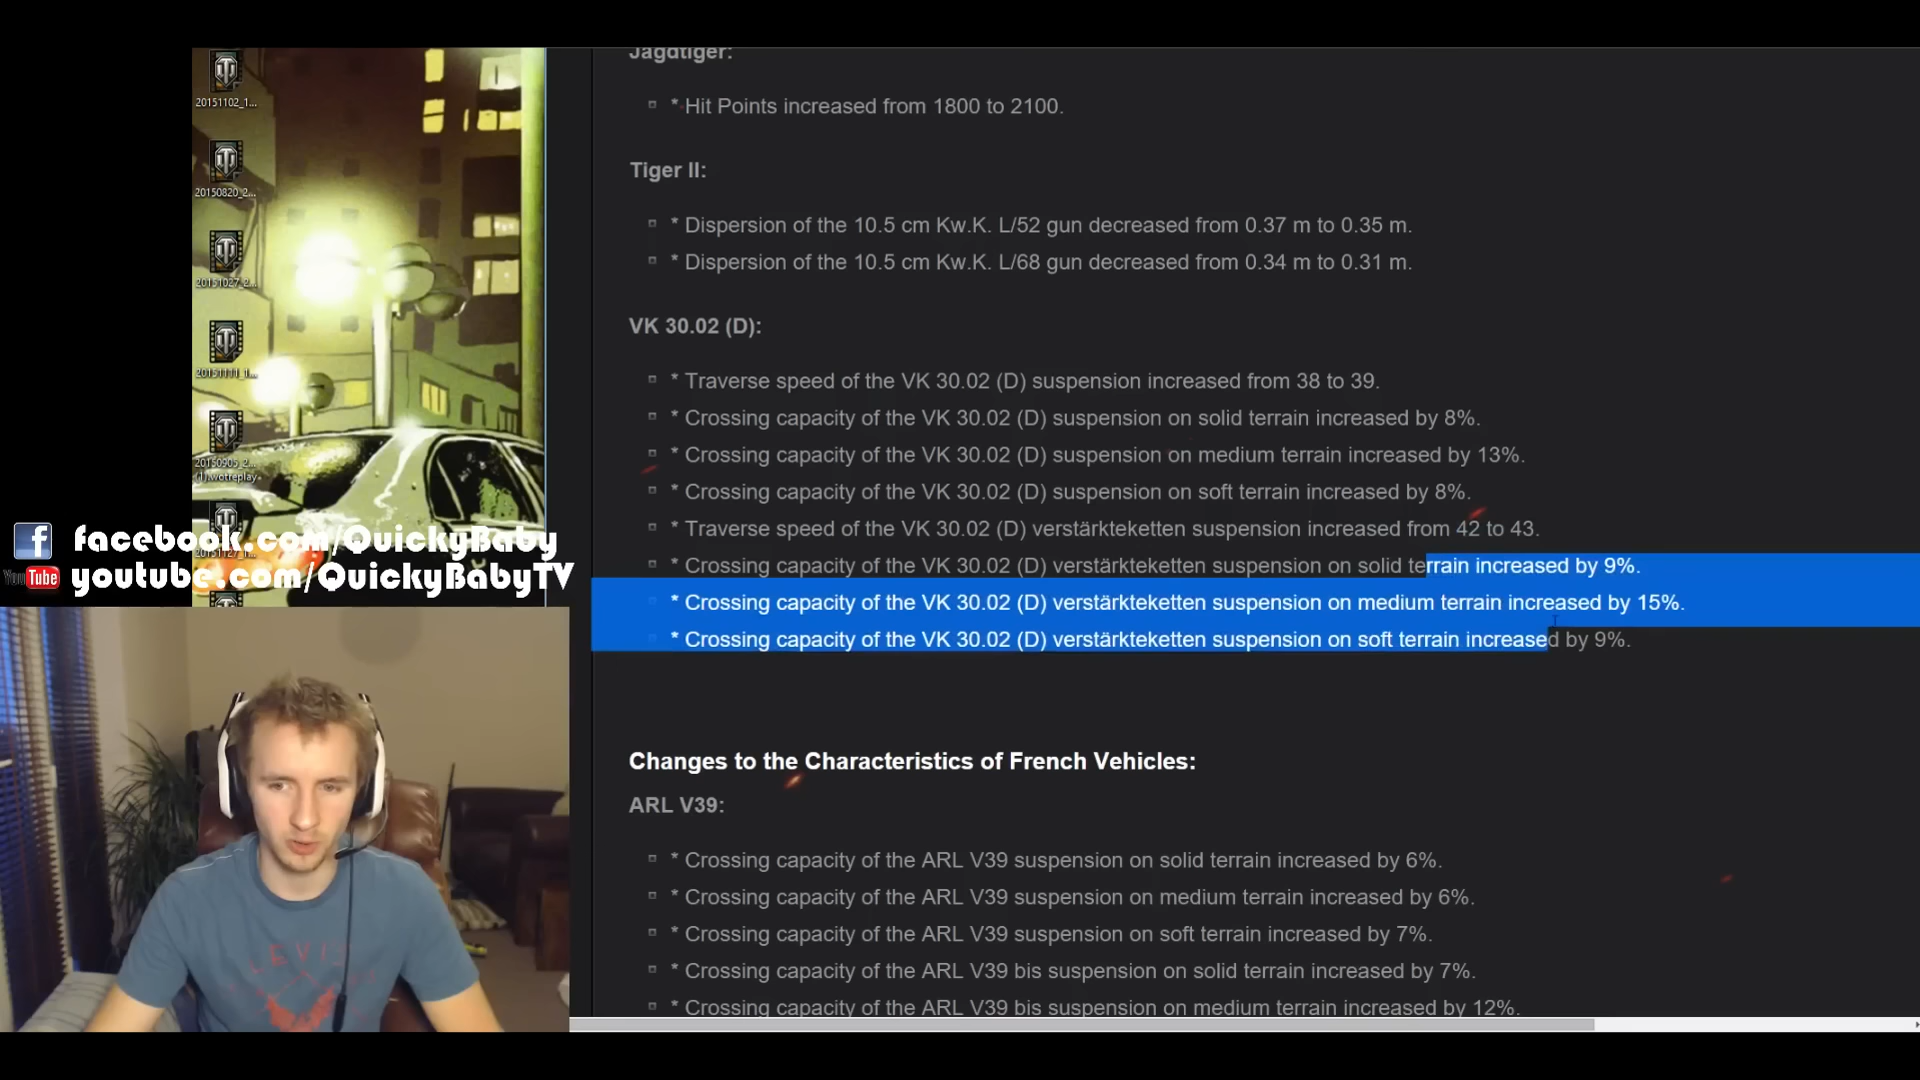 Jagdtiger:
* Hit Points increased from 1800 to 2100.
Tiger II:
* Dispersion of the 10.5 cm Kw.K. L/52 gun decreased from 0.37 m to 0.35 m.
* Dispersion of the 10.5 cm Kw.K. L/68 gun decreased from 0.34 m to 0.31 m.
VK 30.02 (D):
* Traverse speed of the VK 30.02 (D) suspension increased from 38 to 39.
* Crossing capacity of the VK 30.02 (D) suspension on solid terrain increased by 8%.
* Crossing capacity of the VK 30.02 (D) suspension on medium terrain increased by 13%.
* Crossing capacity of the VK 30.02 (D) suspension on soft terrain increased by 8%.
* Traverse speed of the VK 30.02 (D) verstärkteketten suspension increased from 42 to 43.
* Crossing capacity of the VK 30.02 (D) verstärkteketten suspension on solid terrain increased by 9%.
* Crossing capacity of the VK 30.02 (D) verstärkteketten suspension on medium terrain increased by 15%.
* Crossing capacity of the VK 30.02 (D) verstärkteketten suspension on soft terrain increased by 9%.
Changes to the Characteristics of French Vehicles:
ARL V39:
* Crossing capacity of the ARL V39 suspension on solid terrain increased by 6%.
* Crossing capacity of the ARL V39 suspension on medium terrain increased by 6%.
* Crossing capacity of the ARL V39 suspension on soft terrain increased by 7%.
* Crossing capacity of the ARL V39 bis suspension on solid terrain increased by 7%.
* Crossing capacity of the ARL V39 bis suspension on medium terrain increased by 12%.
20151102_1...
20150820_2...
20151027_2...
20151111_1...
20150905_2...
(1).wotreplay
facebook.com/QuickyBaby
You Tube youtube.com/QuickyBabyTV
LEVI'S